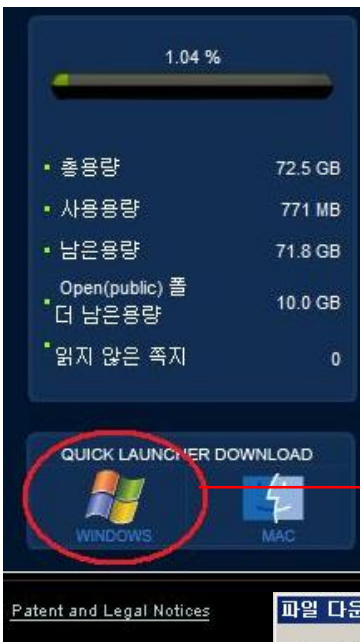 1.04 %
총용량 72.5 GB
사용용량 771 MB
남은용량 71.8 GB
Open(public) 폴
더 남은용량 10.0 GB
읽지 않은 쪽지 0
QUICK LAUNCHER DOWNLOAD
WINDOWS MAC
Patent and Legal Notices
파일 다운